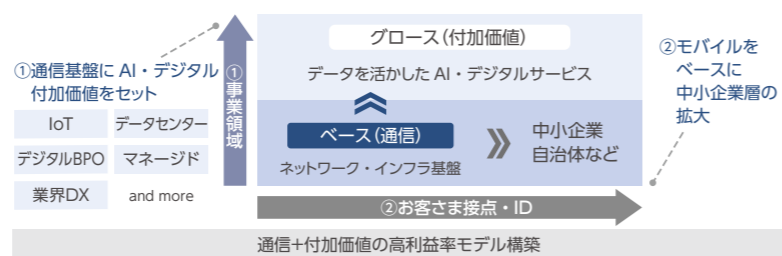 ①通信基盤に AI・デジタル
付加価値をセット
IoT
データセンター
デジタルBPO
マネージド
業界DX
and more
①事業領域
グロース(付加価値)
データを活かした AI・デジタルサービス
ベース(通信)
ネットワーク・インフラ基盤
中小企業
自治体など
②お客さま接点・ID
②モバイルを
ベースに
中小企業層の
拡大
通信+付加価値の高利益率モデル構築